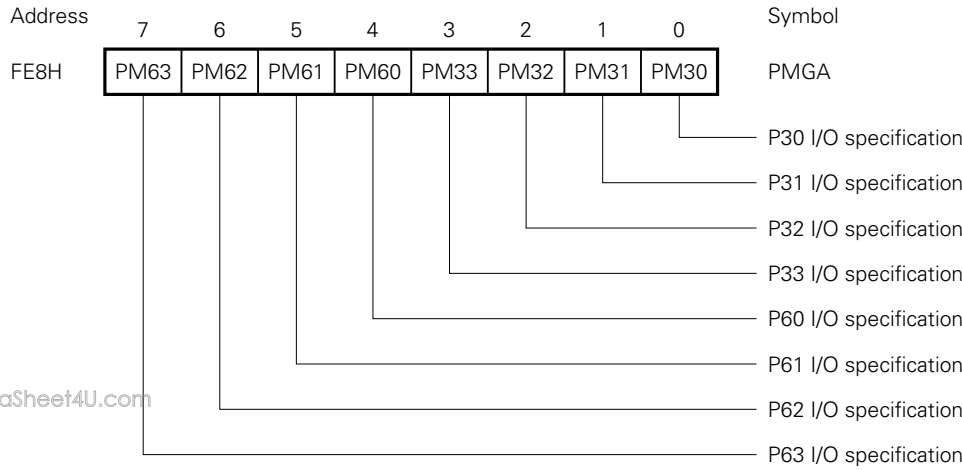 Address 7 6 5 4 3 2 1 0 Symbol
FE8H PM63 PM62 PM61 PM60 PM33 PM32 PM31 PM30 PMGA
P30 I/O specification
P31 I/O specification
P32 I/O specification
P33 I/O specification
P60 I/O specification
P61 I/O specification
aSheet4U.com
P62 I/O specification
P63 I/O specification